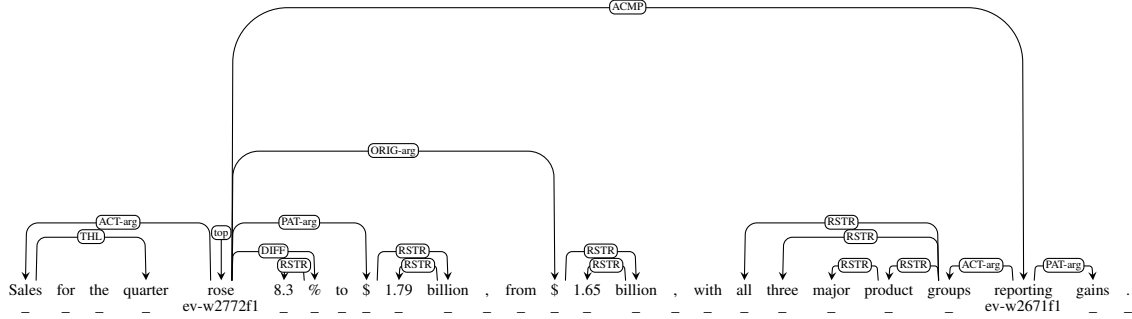 ACMP
ORIG-arg
ACT-arg PAT-arg RSTR
THL top RSTR
DIFF RSTR RSTR
RSTR RSTR RSTR RSTR RSTR ACT-arg PAT-arg
Sales for the quarter rose 8.3 % to $ 1.79 billion , from $ 1.65 billion , with all three major product groups reporting gains .
_ _ _ _ ev-w2772f1 _ _ _ _ _ _ _ _ _ _ _ _ _ _ _ _ _ _ ev-w2671f1 _ _